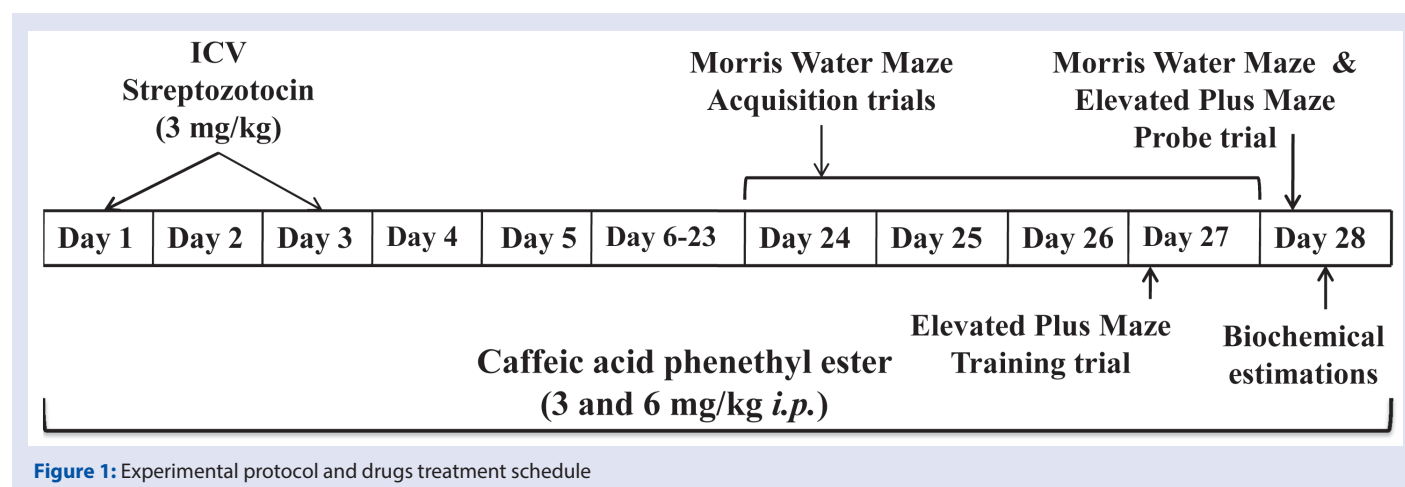 ICV
Streptozotocin
(3 mg/kg)
Morris Water Maze
Acquisition trials
Morris Water Maze &
Elevated Plus Maze
Probe trial
Day 1 Day 2 Day 3 Day 4 Day 5 Day 6-23 Day 24 Day 25 Day 26 Day 27 Day 28
Elevated Plus Maze
Training trial
Biochemical
estimations
Caffeic acid phenethyl ester
(3 and 6 mg/kg i.p.)
Figure 1: Experimental protocol and drugs treatment schedule